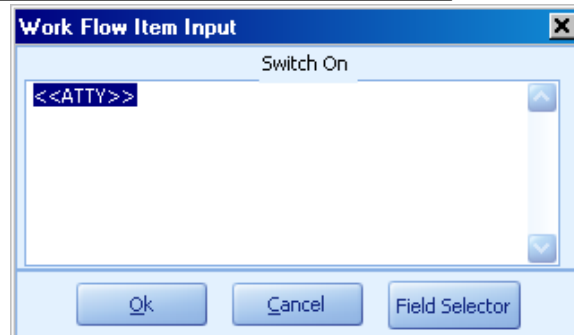 Work Flow Item Input
Switch On
<<ATTY>>
Ok
Cancel
Field Selector